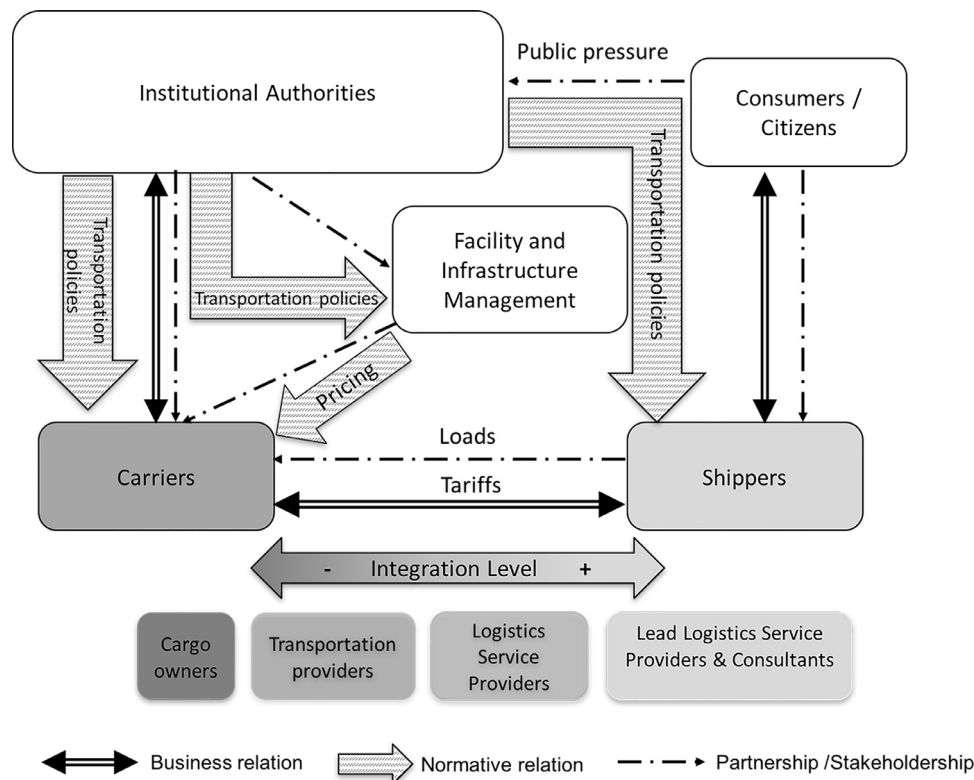 Public pressure
Institutional Authorities
Consumers /
Citizens
Transportation
policies
Transportation policies
Facility and
Infrastructure
Management
Transportation policies
Pricing
Loads
Carriers
Tariffs
Shippers
- Integration Level +
Cargo
owners
Transportation
providers
Logistics
Service
Providers
Lead Logistics Service
Providers & Consultants
Business relation
Normative relation
Partnership /Stakeholdership